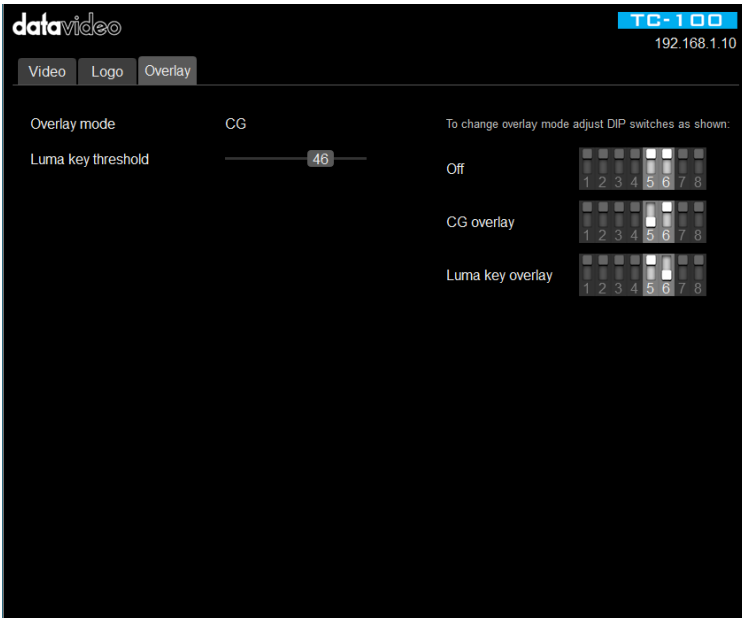 datavideo
TC-100
192.168.1.10
Video Logo Overlay
Overlay mode CG
Luma key threshold 46
To change overlay mode adjust DIP switches as shown:
Off
1 2 3 4 5 6 7 8
CG overlay
1 2 3 4 5 6 7 8
Luma key overlay
1 2 3 4 5 6 7 8